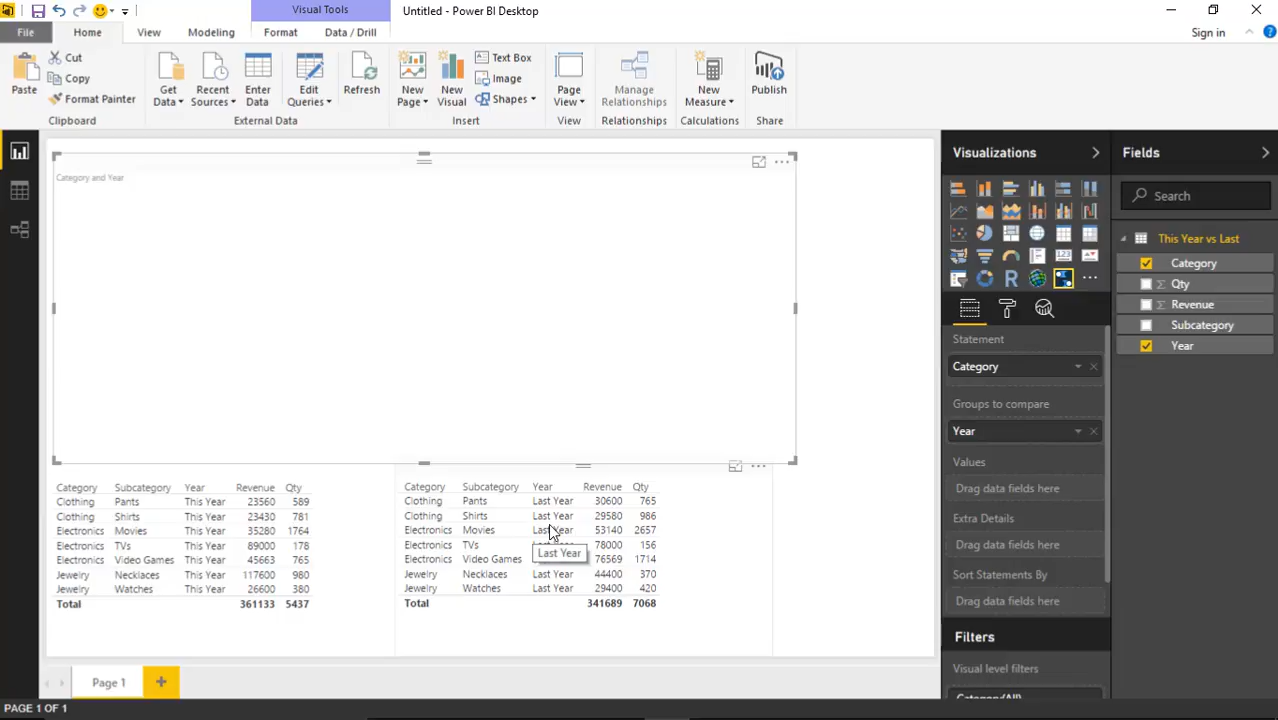 Visual Tools
Untitled - Power BI Desktop
File
Home
View
Modeling
Format
Data / Drill
Sign in
Paste
Cut
Copy
Format Painter
Clipboard
Get Data
Recent Sources
Enter Data
Edit Queries
Refresh
External Data
New Page
New Visual
Text Box
Image
Shapes
Insert
Page View
View
Manage Relationships
Relationships
New Measure
Calculations
Publish
Share
Category and Year
Category Subcategory Year Revenue Qty
Clothing Pants This Year 23560 589
Clothing Shirts This Year 23430 781
Electronics Movies This Year 35280 1764
Electronics TVs This Year 89000 178
Electronics Video Games This Year 45663 765
Jewelry Necklaces This Year 117600 980
Jewelry Watches This Year 26600 380
Total 361133 5437
Category Subcategory Year Revenue Qty
Clothing Pants Last Year 30600 765
Clothing Shirts Last Year 29580 986
Electronics Movies Last Year 53140 2657
Electronics TVs 78000 156
Electronics Video Games 76569 1714
Jewelry Necklaces Last Year 44400 370
Jewelry Watches Last Year 29400 420
Total 341689 7068
Last Year
Visualizations
R
Statement
Category
Groups to compare
Year
Values
Drag data fields here
Extra Details
Drag data fields here
Sort Statements By
Drag data fields here
Filters
Visual level filters
Category(All)
Fields
Search
This Year vs Last
Category
Σ Qty
Σ Revenue
Subcategory
Year
Page 1
PAGE 1 OF 1